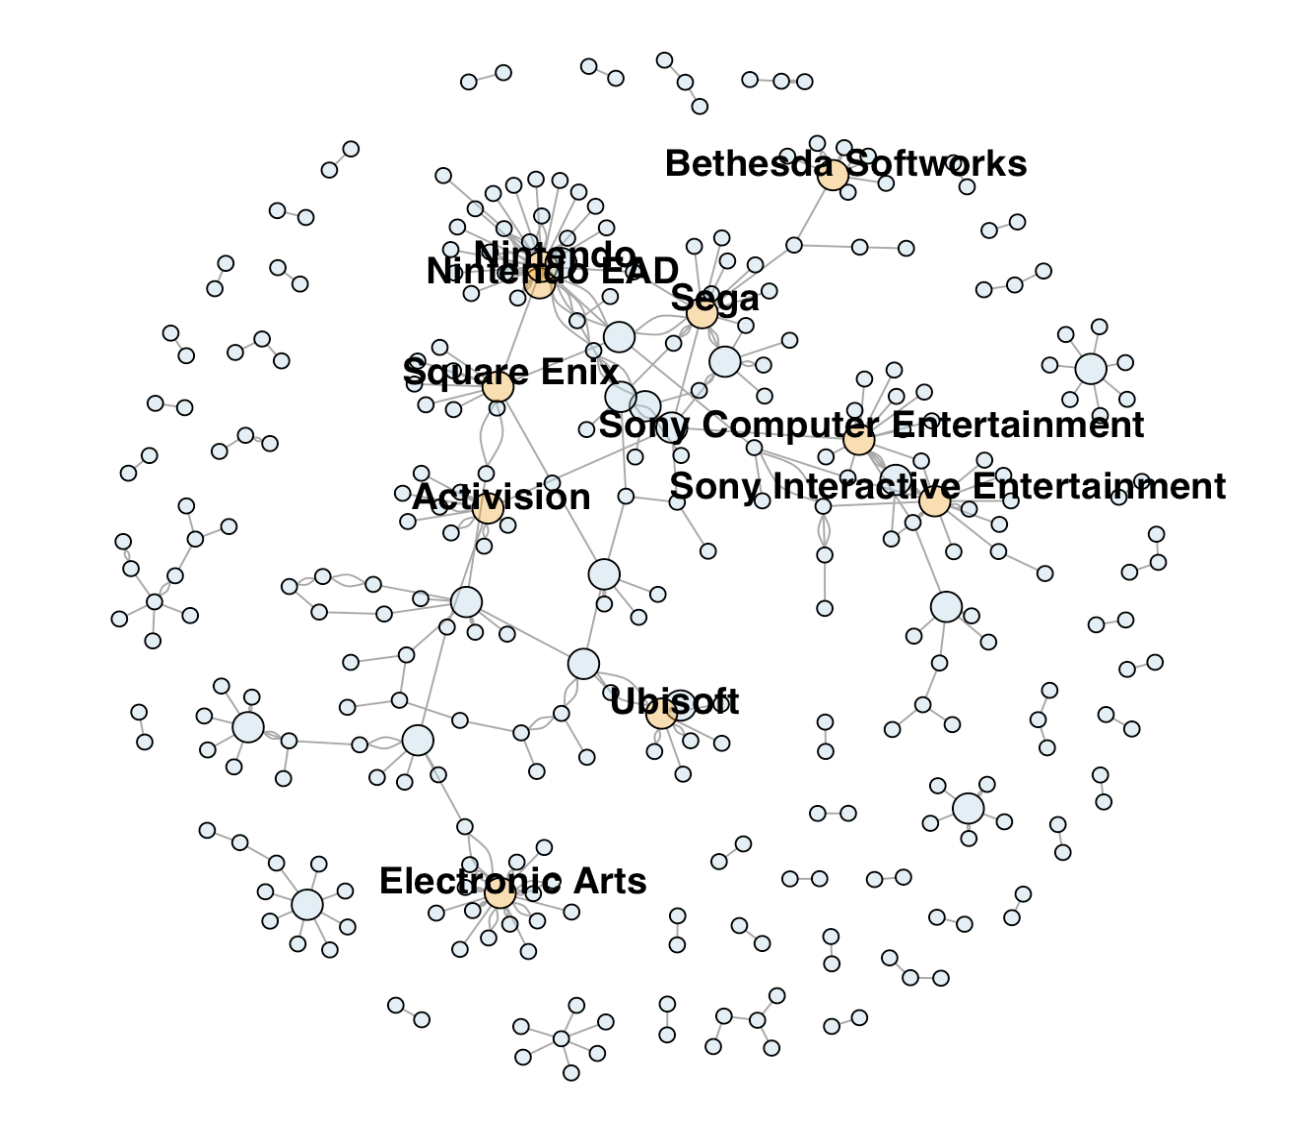 Bethesda Softworks
Nintendo
Nintendo EAD
Sega
Square Enix
Sony Computer Entertainment
Sony Interactive Entertainment
Activision
Ubisoft
Electronic Arts